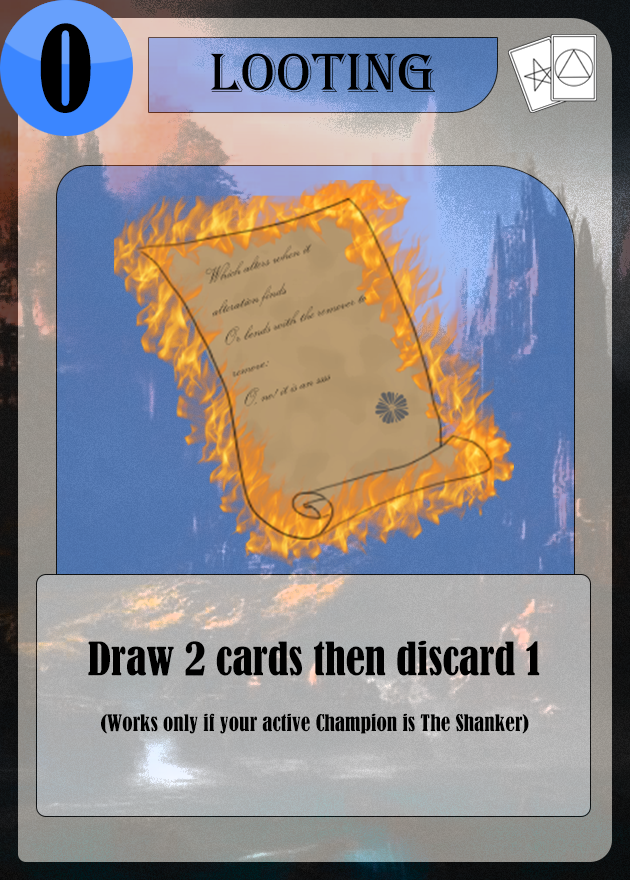 0
LOOTING
Which alters when it
alteration finds
Or bends with the remover to
remove:
O, no! it is an
Draw 2 cards then discard 1
(Works only if your active Champion is The Shanker)